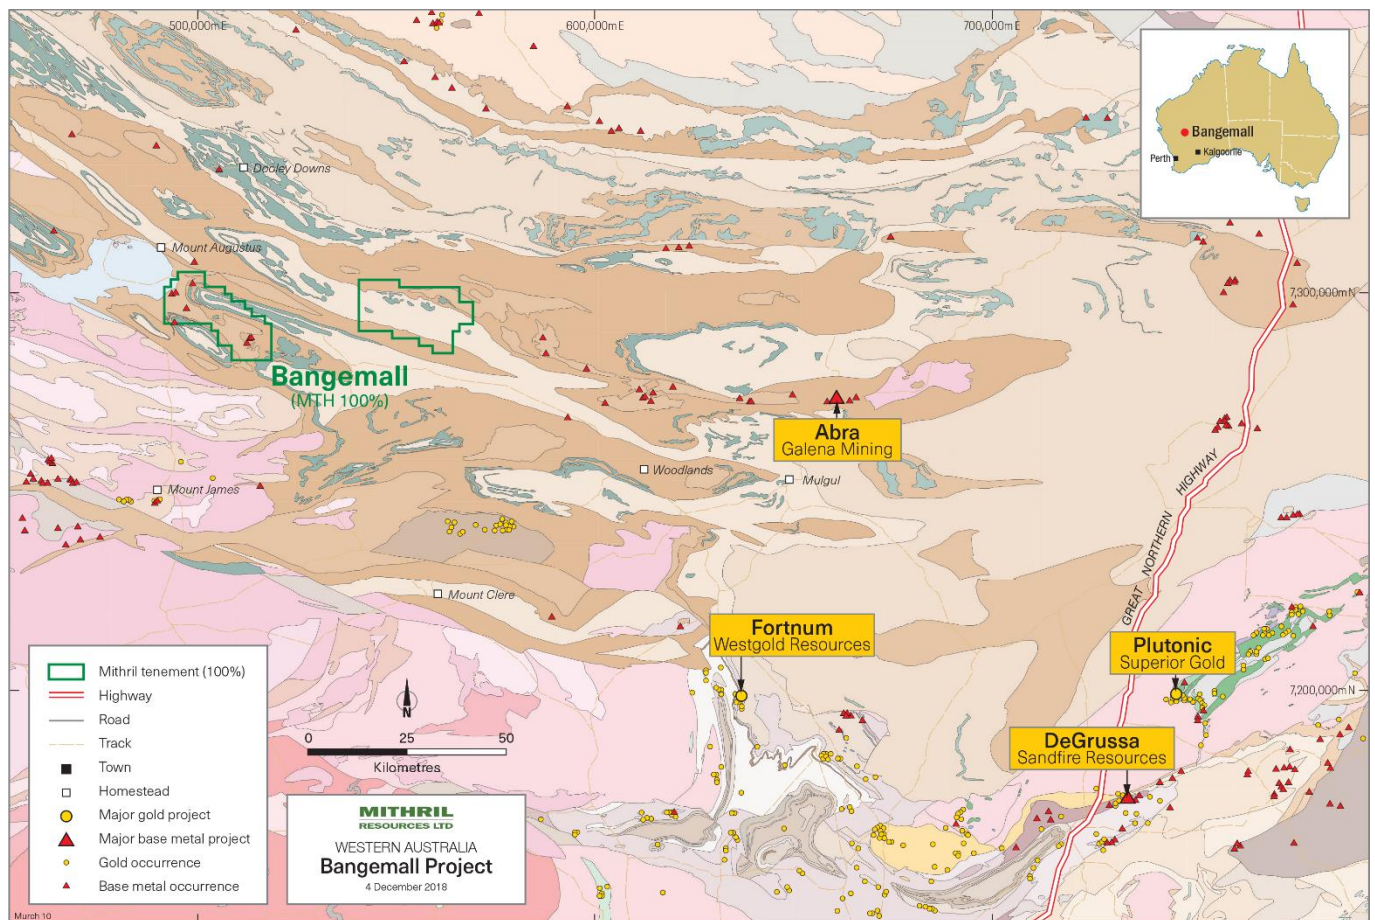 500,000mE
600,000mE
700,000mE
Bangemall
Perth
Kalgoorlie
Dooley Downs
Mount Augustus
7,300,000mN
Bangemall
(MTH 100%)
Abra
Galena Mining
Woodlands
Mulgul
Mount James
GREAT NORTHERN HIGHWAY
Mount Clere
Fortnum
Westgold Resources
Plutonic
Superior Gold
7,200,000mN
DeGrussa
Sandfire Resources
Mithril tenement (100%)
Highway
Road
Track
Town
Homestead
Major gold project
Major base metal project
Gold occurrence
Base metal occurrence
N
0 25 50
Kilometres
MITHRIL
RESOURCES LTD
WESTERN AUSTRALIA
Bangemall Project
4 December 2018
Murch 10